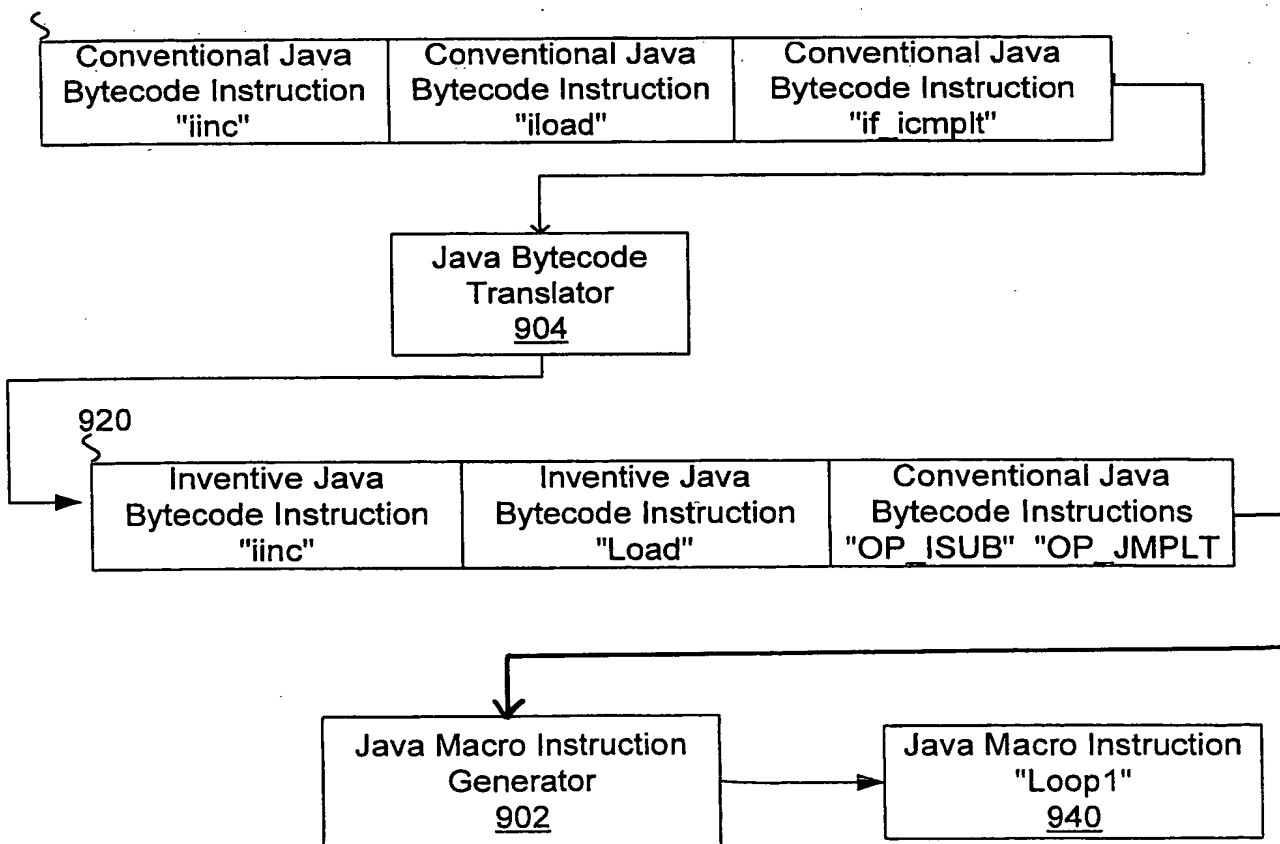 Conventional Java
Bytecode Instruction
"iinc"
Conventional Java
Bytecode Instruction
"iload"
Conventional Java
Bytecode Instruction
"if_icmplt"
Java Bytecode
Translator
904
920
Inventive Java
Bytecode Instruction
"iinc"
Inventive Java
Bytecode Instruction
"Load"
Conventional Java
Bytecode Instructions
"OP_ISUB" "OP_JMPLT
Java Macro Instruction
Generator
902
Java Macro Instruction
"Loop1"
940